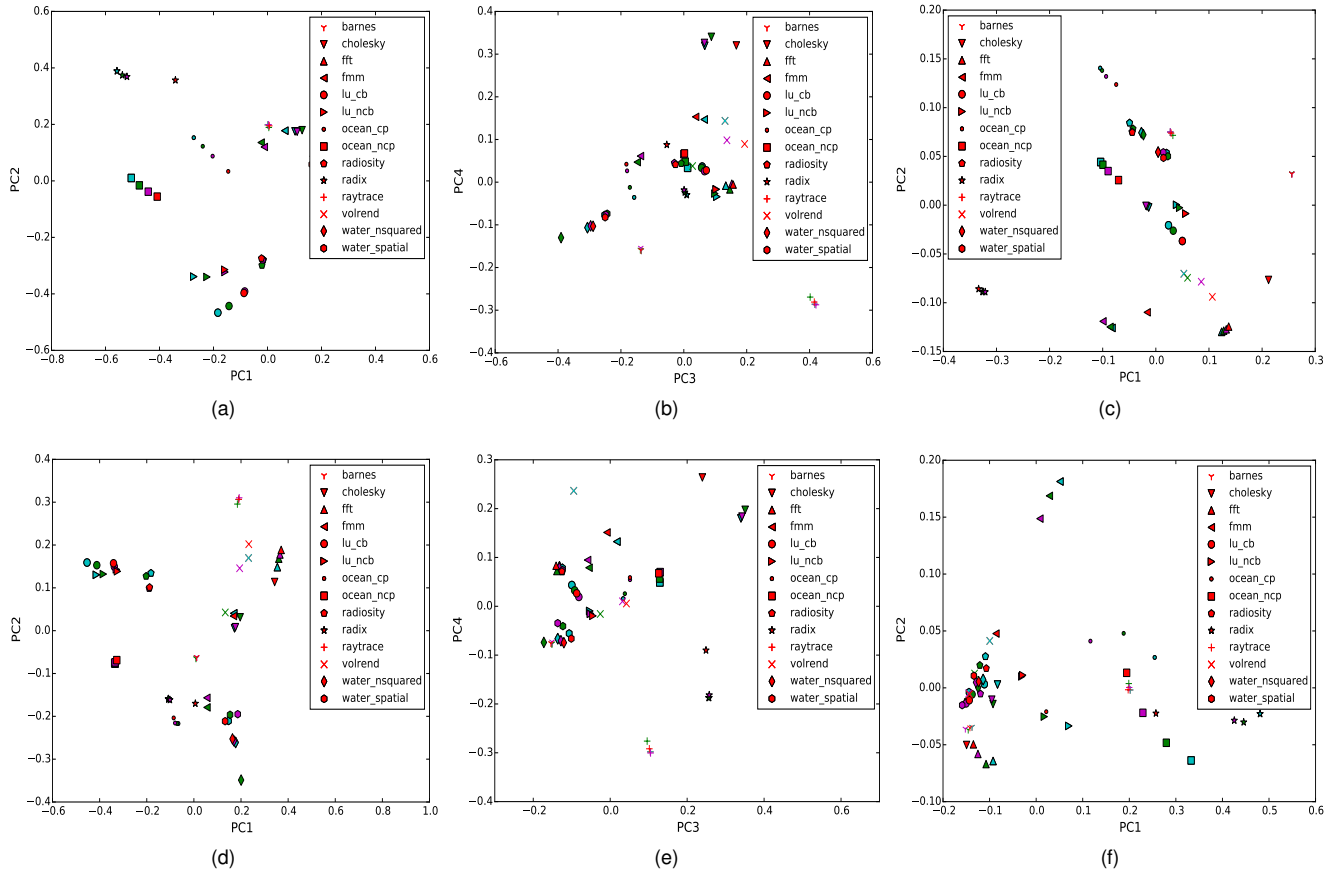 0.6
0.4
0.2
0.0
−0.2
−0.4
−0.6
−0.8
−0.6
−0.4
−0.2
0.0
0.2
0.4
0.6
PC2
PC1
barnes
cholesky
fft
fmm
lu_cb
lu_ncb
ocean_cp
ocean_ncp
radiosity
radix
raytrace
volrend
water_nsquared
water_spatial
(a)
0.4
0.3
0.2
0.1
0.0
−0.1
−0.2
−0.3
−0.4
−0.6
−0.4
−0.2
0.0
0.2
0.4
0.6
PC4
PC3
barnes
cholesky
fft
fmm
lu_cb
lu_ncb
ocean_cp
ocean_ncp
radiosity
radix
raytrace
volrend
water_nsquared
water_spatial
(b)
0.20
0.15
0.10
0.05
0.00
−0.05
−0.10
−0.15
−0.4
−0.3
−0.2
−0.1
0.0
0.1
0.2
0.3
PC2
PC1
barnes
cholesky
fft
fmm
lu_cb
lu_ncb
ocean_cp
ocean_ncp
radiosity
radix
raytrace
volrend
water_nsquared
water_spatial
(c)
0.4
0.3
0.2
0.1
0.0
−0.1
−0.2
−0.3
−0.4
−0.6
−0.4
−0.2
0.0
0.2
0.4
0.6
0.8
1.0
PC2
PC1
barnes
cholesky
fft
fmm
lu_cb
lu_ncb
ocean_cp
ocean_ncp
radiosity
radix
raytrace
volrend
water_nsquared
water_spatial
(d)
0.3
0.2
0.1
0.0
−0.1
−0.2
−0.3
−0.4
−0.4
−0.2
0.0
0.2
0.4
0.6
PC4
PC3
barnes
cholesky
fft
fmm
lu_cb
lu_ncb
ocean_cp
ocean_ncp
radiosity
radix
raytrace
volrend
water_nsquared
water_spatial
(e)
0.20
0.15
0.10
0.05
0.00
−0.05
−0.10
−0.2
−0.1
0.0
0.1
0.2
0.3
0.4
0.5
0.6
PC2
PC1
barnes
cholesky
fft
fmm
lu_cb
lu_ncb
ocean_cp
ocean_ncp
radiosity
radix
raytrace
volrend
water_nsquared
water_spatial
(f)